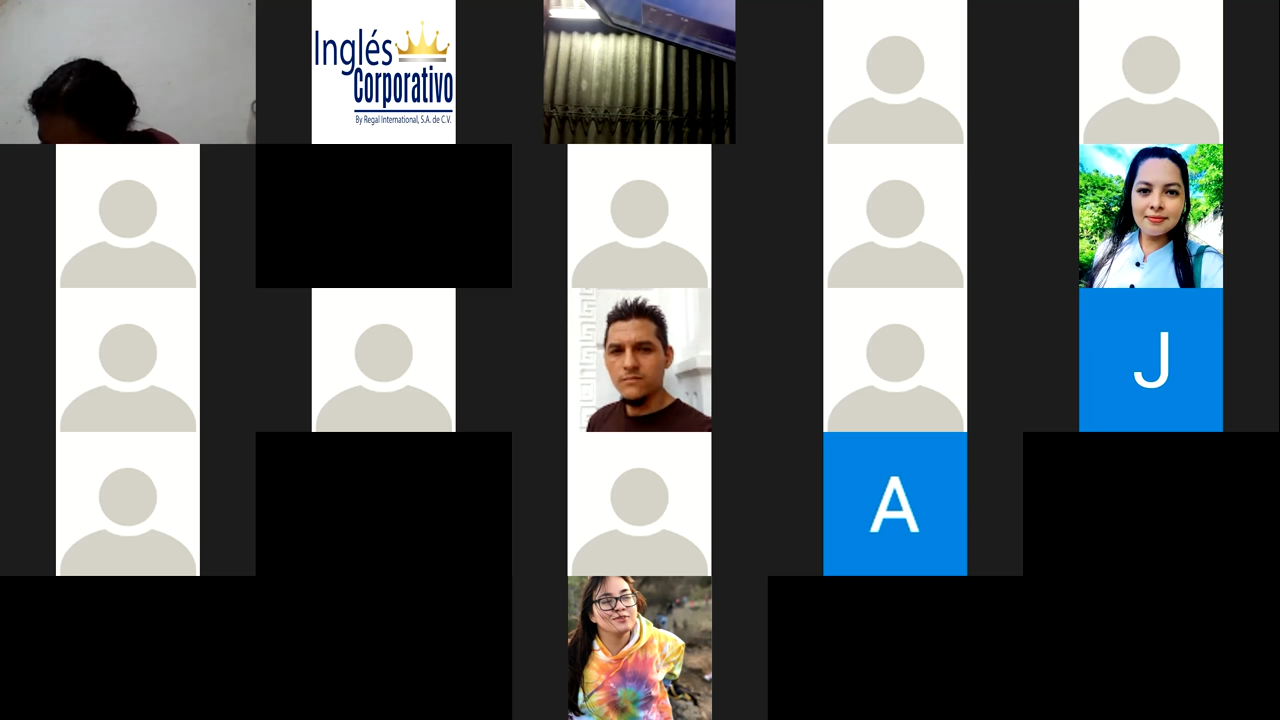 Inglés
Corporativo
By Regal International, S.A. de C.V.
J
A